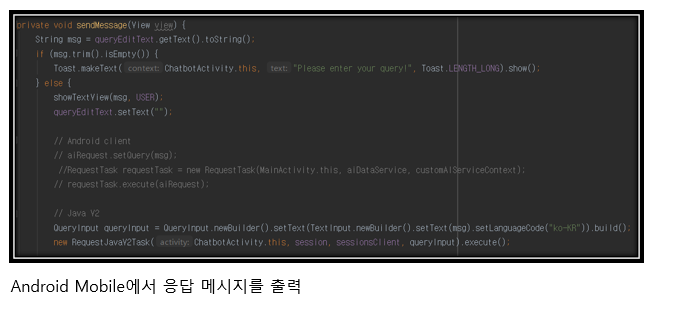 private void sendMessage(View view) {
String msg = queryEditText.getText().toString();
if (msg.trim().isEmpty()) {
Toast.makeText( context: ChatbotActivity.this, text: "Please enter your query!", Toast.LENGTH_LONG).show();
} else {
showTextView(msg, USER);
queryEditText.setText("");
// Android client
// aiRequest.setQuery(msg);
//RequestTask requestTask = new RequestTask(MainActivity.this, aiDataService, customAIServiceContext);
// requestTask.execute(aiRequest);
// Java V2
QueryInput queryInput = QueryInput.newBuilder().setText(TextInput.newBuilder().setText(msg).setLanguageCode("ko-KR")).build();
new RequestJavaV2Task( activity: ChatbotActivity.this, session, sessionsClient, queryInput).execute();
Android Mobile에서 응답 메시지를 출력